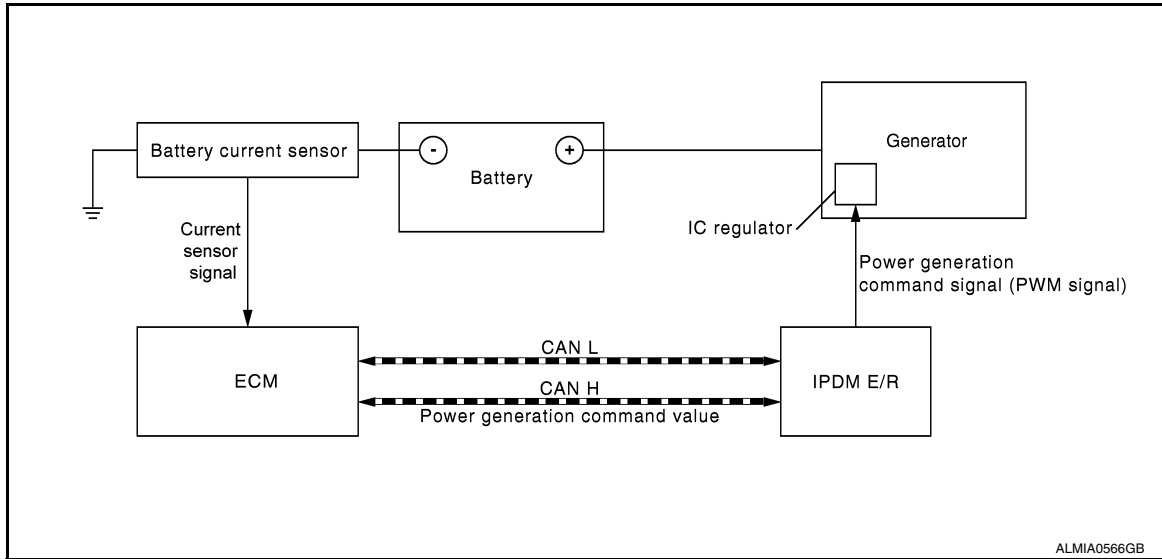 Battery current sensor
-
+
Battery
Generator
IC regulator
Current
sensor
signal
Power generation
command signal (PWM signal)
ECM
CAN L
CAN H
Power generation command value
IPDM E/R
ALMIA0566GB